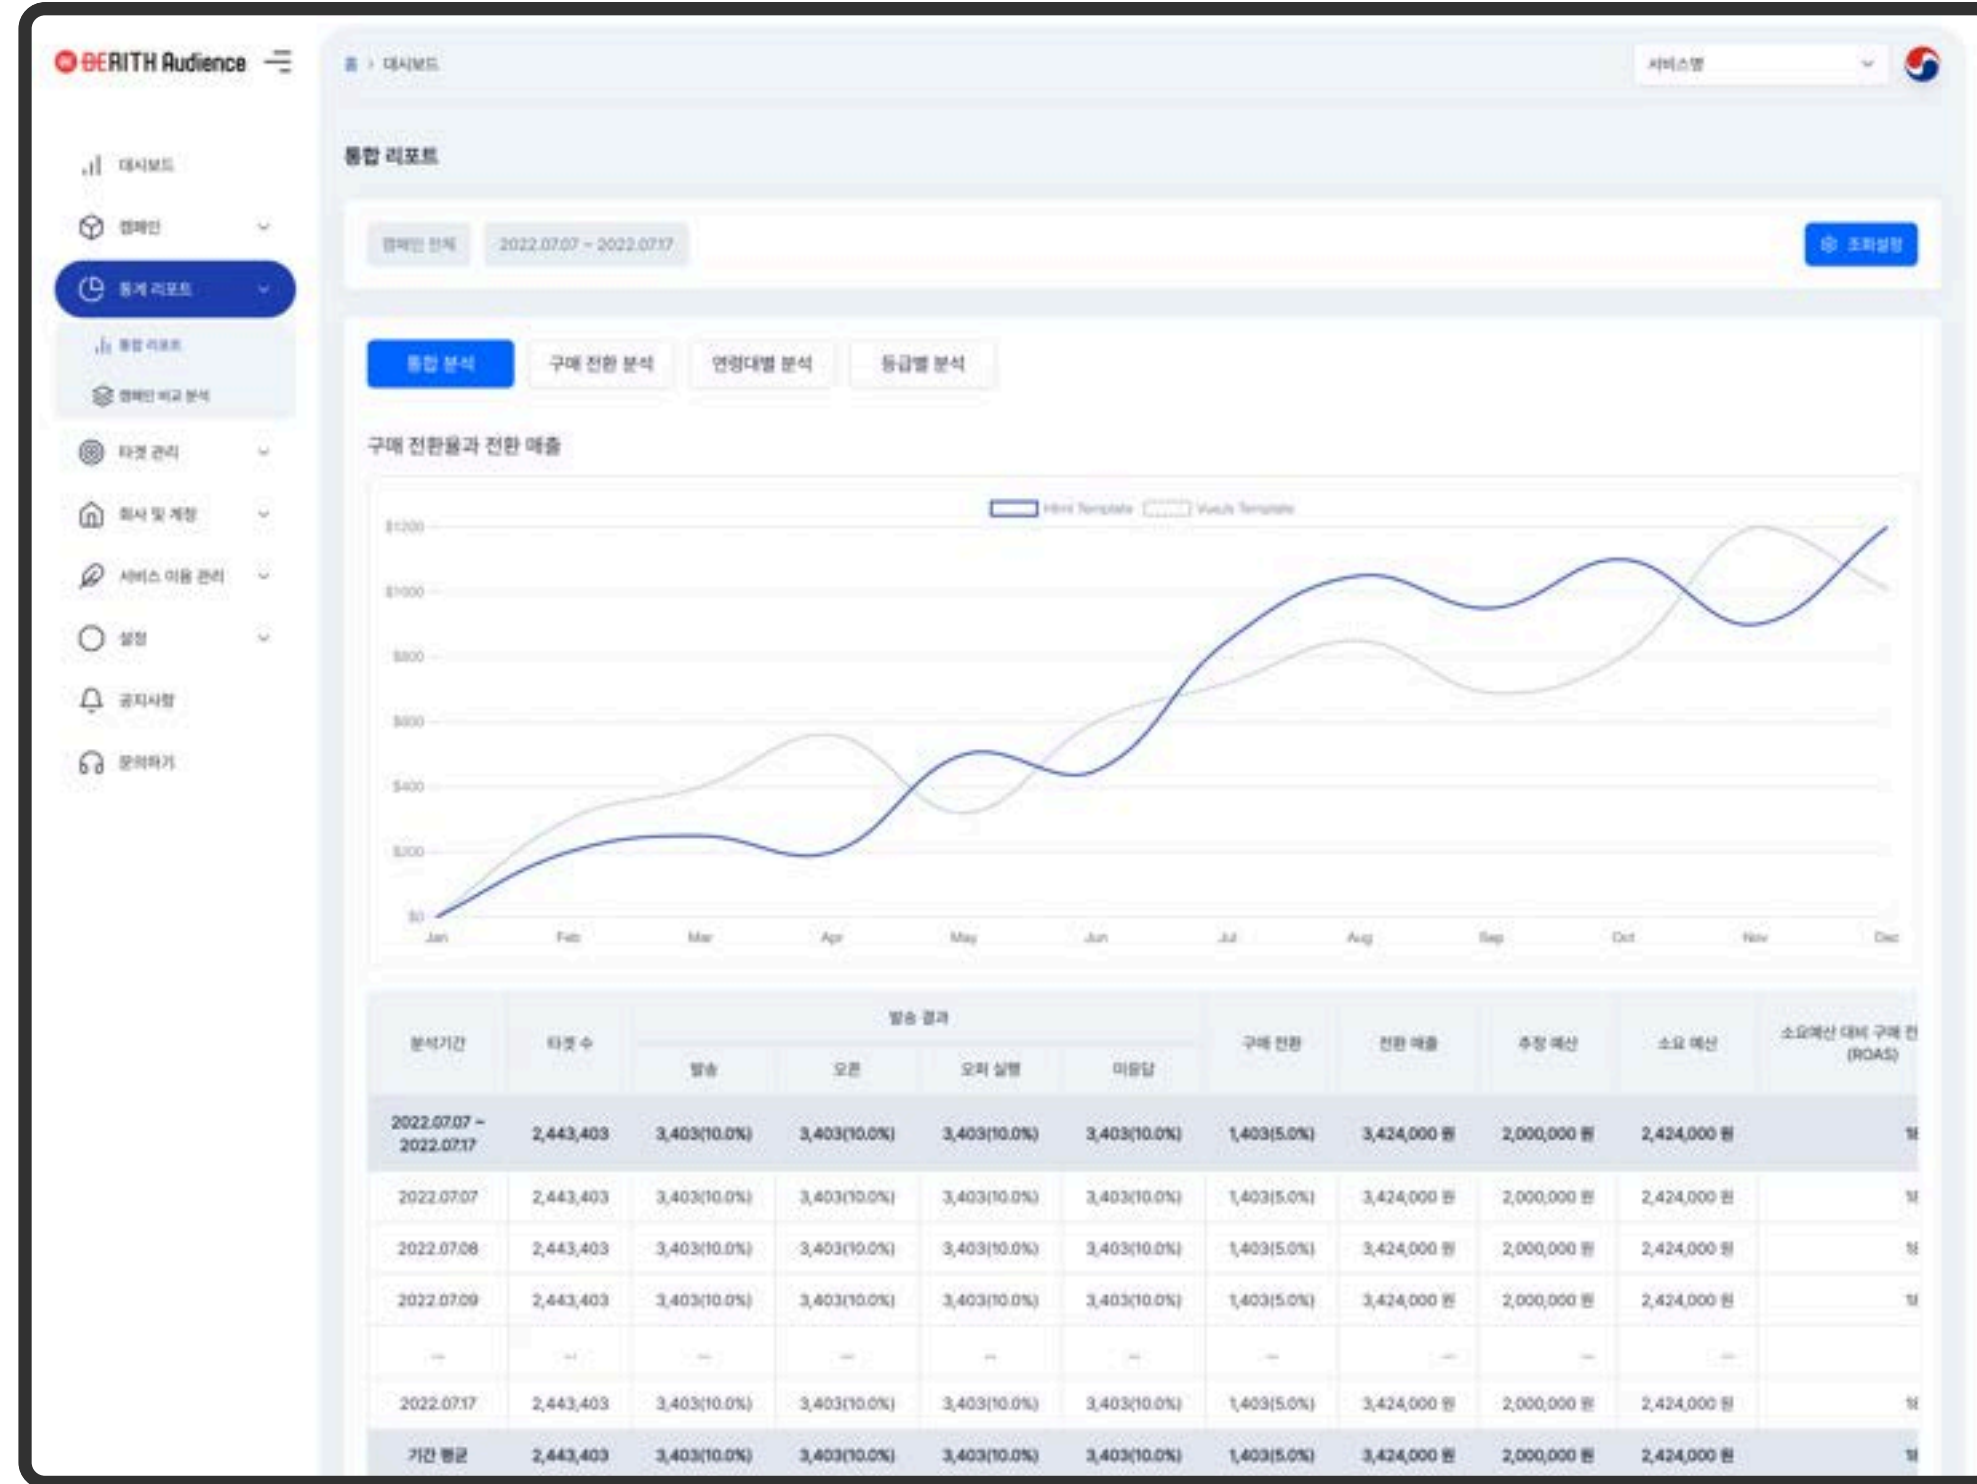 BERITH Audience
홈 > 대시보드
서비스명
대시보드
캠페인
통계 리포트
통합 리포트
캠페인 비교 분석
타겟 관리
회사 및 계정
서비스 이용 관리
설정
공지사항
문의하기
통합 리포트
캠페인 전체 2022.07.07 ~ 2022.07.17
조회설정
통합 분석 구매 전환 분석 연령대별 분석 등급별 분석
구매 전환율과 전환 매출
Html Template VueJs Template
$1200
$1000
$800
$600
$400
$200
$0
Jan Feb Mar Apr May Jun Jul Aug Sep Oct Nov Dec
분석기간 타겟 수 발송 결과 구매 전환 전환 매출 추정 예산 소요 예산 소요예산 대비 구매 전
(ROAS)
발송 오픈 오퍼 실행 미응답
2022.07.07 ~
2022.07.17 2,443,403 3,403(10.0%) 3,403(10.0%) 3,403(10.0%) 3,403(10.0%) 1,403(5.0%) 3,424,000 원 2,000,000 원 2,424,000 원
2022.07.07 2,443,403 3,403(10.0%) 3,403(10.0%) 3,403(10.0%) 3,403(10.0%) 1,403(5.0%) 3,424,000 원 2,000,000 원 2,424,000 원
2022.07.08 2,443,403 3,403(10.0%) 3,403(10.0%) 3,403(10.0%) 3,403(10.0%) 1,403(5.0%) 3,424,000 원 2,000,000 원 2,424,000 원
2022.07.09 2,443,403 3,403(10.0%) 3,403(10.0%) 3,403(10.0%) 3,403(10.0%) 1,403(5.0%) 3,424,000 원 2,000,000 원 2,424,000 원
... ... ... ... ... ... ... ... ... ...
2022.07.17 2,443,403 3,403(10.0%) 3,403(10.0%) 3,403(10.0%) 3,403(10.0%) 1,403(5.0%) 3,424,000 원 2,000,000 원 2,424,000 원
기간 평균 2,443,403 3,403(10.0%) 3,403(10.0%) 3,403(10.0%) 3,403(10.0%) 1,403(5.0%) 3,424,000 원 2,000,000 원 2,424,000 원